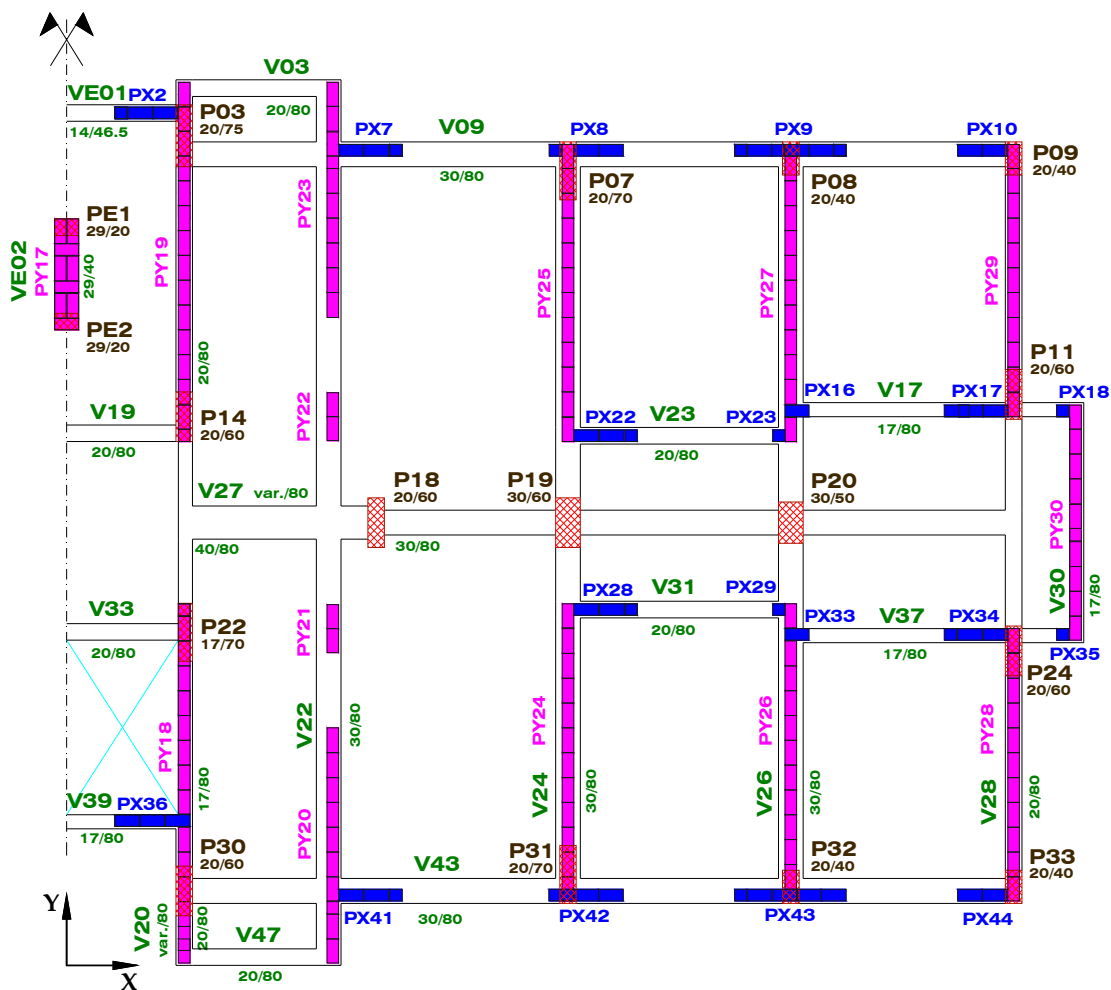 V03
VE01
PX2
14/46.5
P03
20/75
20/80
PX7
V09
PX8
PX9
PX10
30/80
P07
20/70
P08
20/40
P09
20/40
PE1
29/20
VE02
PY17
29/40
PY19
PY23
PY25
PY27
PY29
PE2
29/20
20/80
P11
20/60
V19
20/80
P14
20/60
PY22
PX22
V23
PX23
20/80
PX16
V17
PX17
PX18
17/80
V27 var./80
40/80
P18
20/60
P19
30/60
P20
30/50
30/80
PY30
V30
17/80
V33
20/80
P22
17/70
PY21
PX28
V31
PX29
20/80
PX33
V37
PX34
PX35
17/80
P24
20/60
PY18
17/80
V22
30/80
PY24
V24
30/80
PY26
V26
30/80
PY28
V28
20/80
V39
PX36
17/80
P30
20/60
PY20
V43
P31
20/70
P32
20/40
P33
20/40
Y
V20
var./80
20/80
V47
PX41
30/80
PX42
PX43
PX44
X
20/80